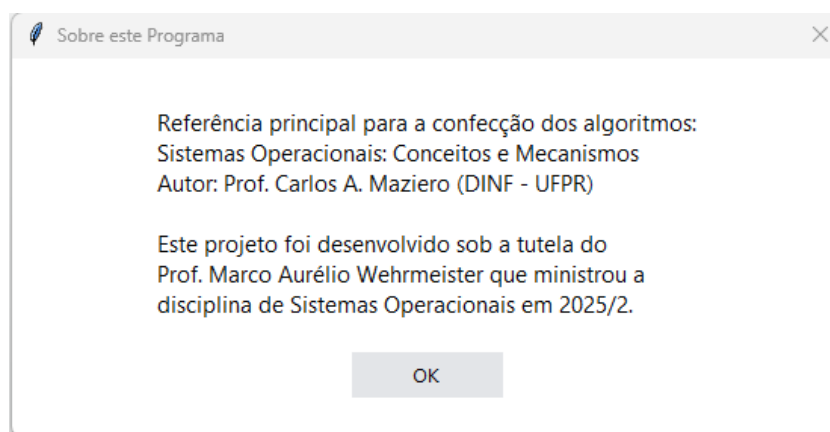 Sobre este Programa
Referência principal para a confecção dos algoritmos:
Sistemas Operacionais: Conceitos e Mecanismos
Autor: Prof. Carlos A. Maziero (DINF - UFPR)
Este projeto foi desenvolvido sob a tutela do
Prof. Marco Aurélio Wehrmeister que ministrou a
disciplina de Sistemas Operacionais em 2025/2.
OK